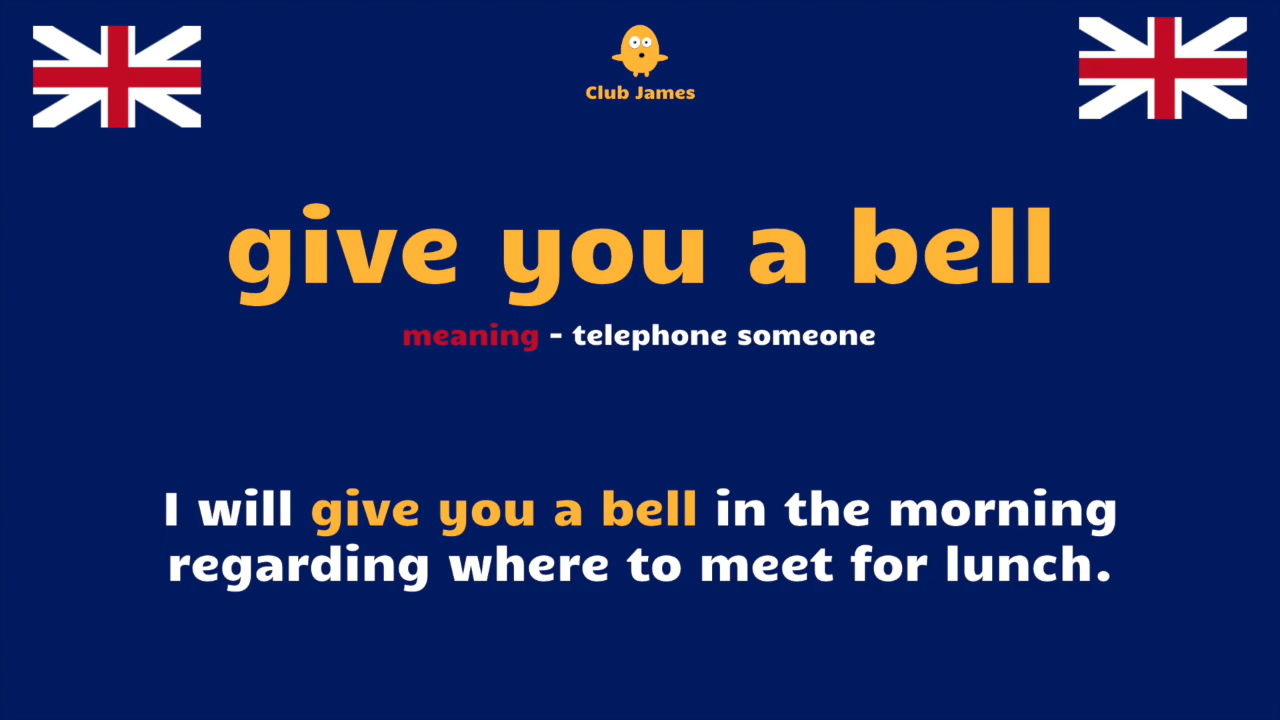 Club James
give you a bell
meaning - telephone someone
I will give you a bell in the morning
regarding where to meet for lunch.